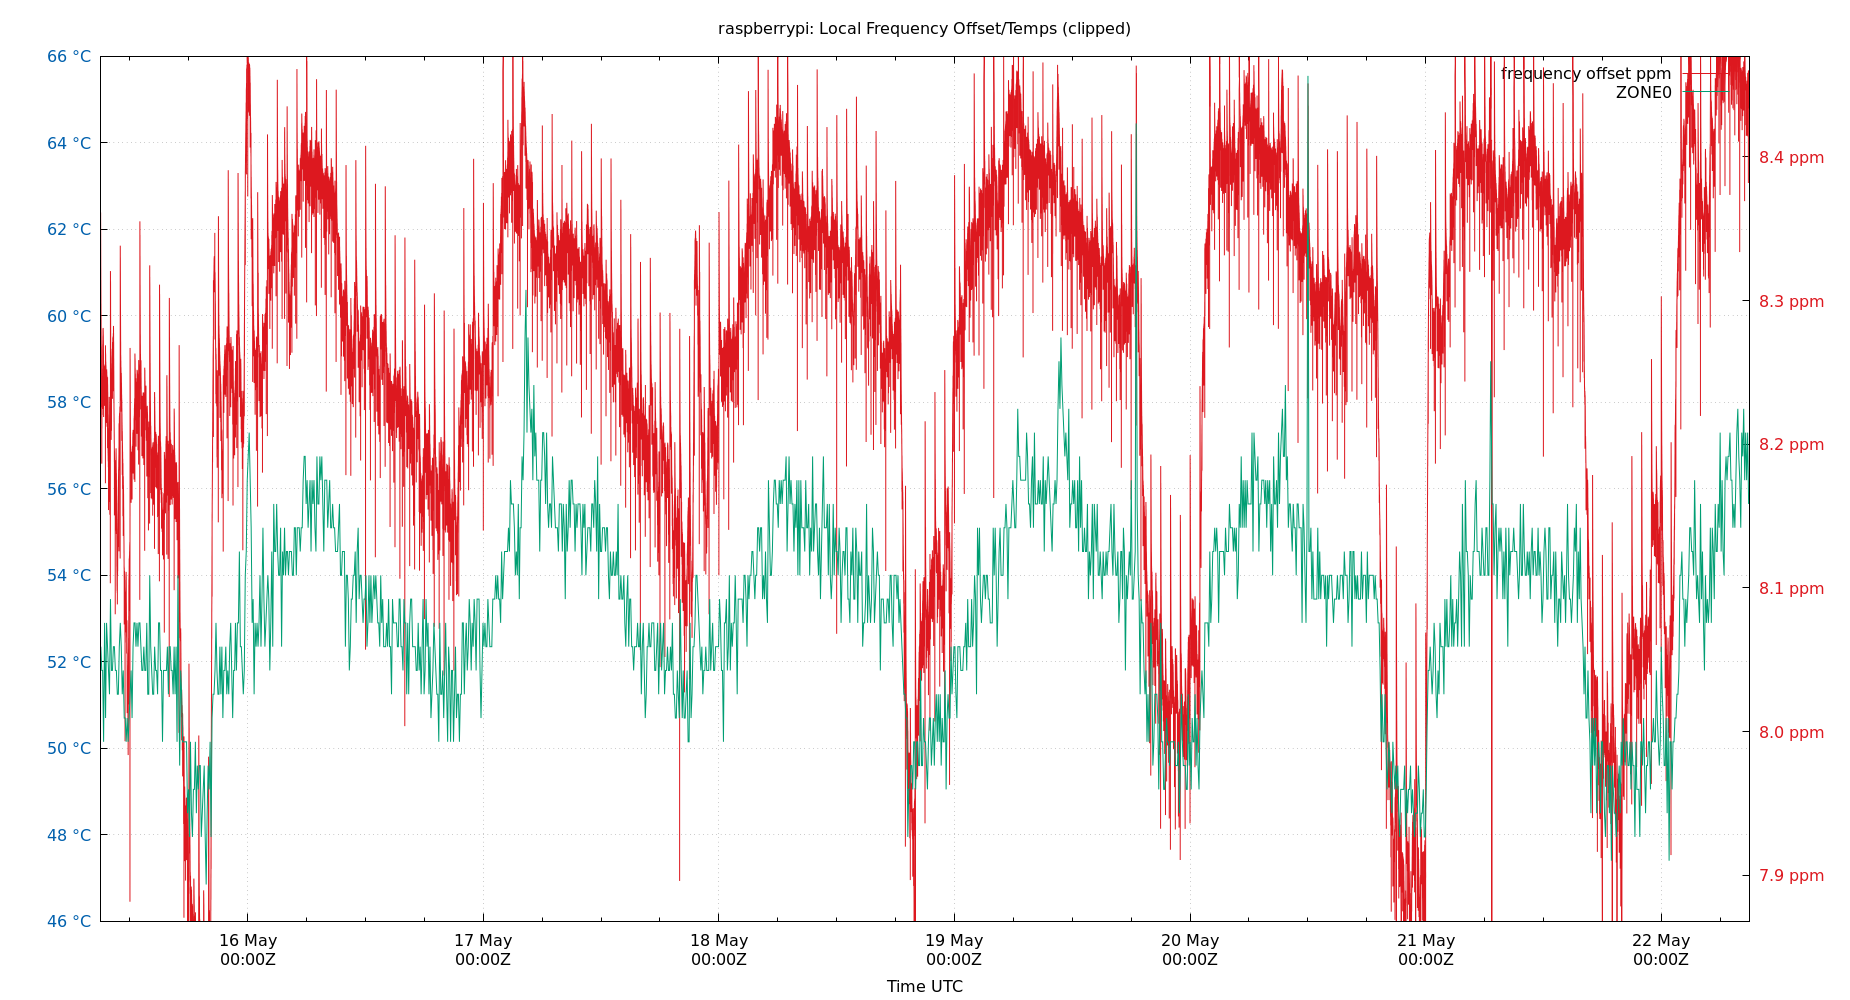 raspberrypi: Local Frequency Offset/Temps (clipped)
66 °C
64 °C
62 °C
60 °C
58 °C
56 °C
54 °C
52 °C
50 °C
48 °C
46 °C
frequency offset ppm
ZONE0
8.4 ppm
8.3 ppm
8.2 ppm
8.1 ppm
8.0 ppm
7.9 ppm
16 May
00:00Z
17 May
00:00Z
18 May
00:00Z
19 May
00:00Z
20 May
00:00Z
21 May
00:00Z
22 May
00:00Z
Time UTC